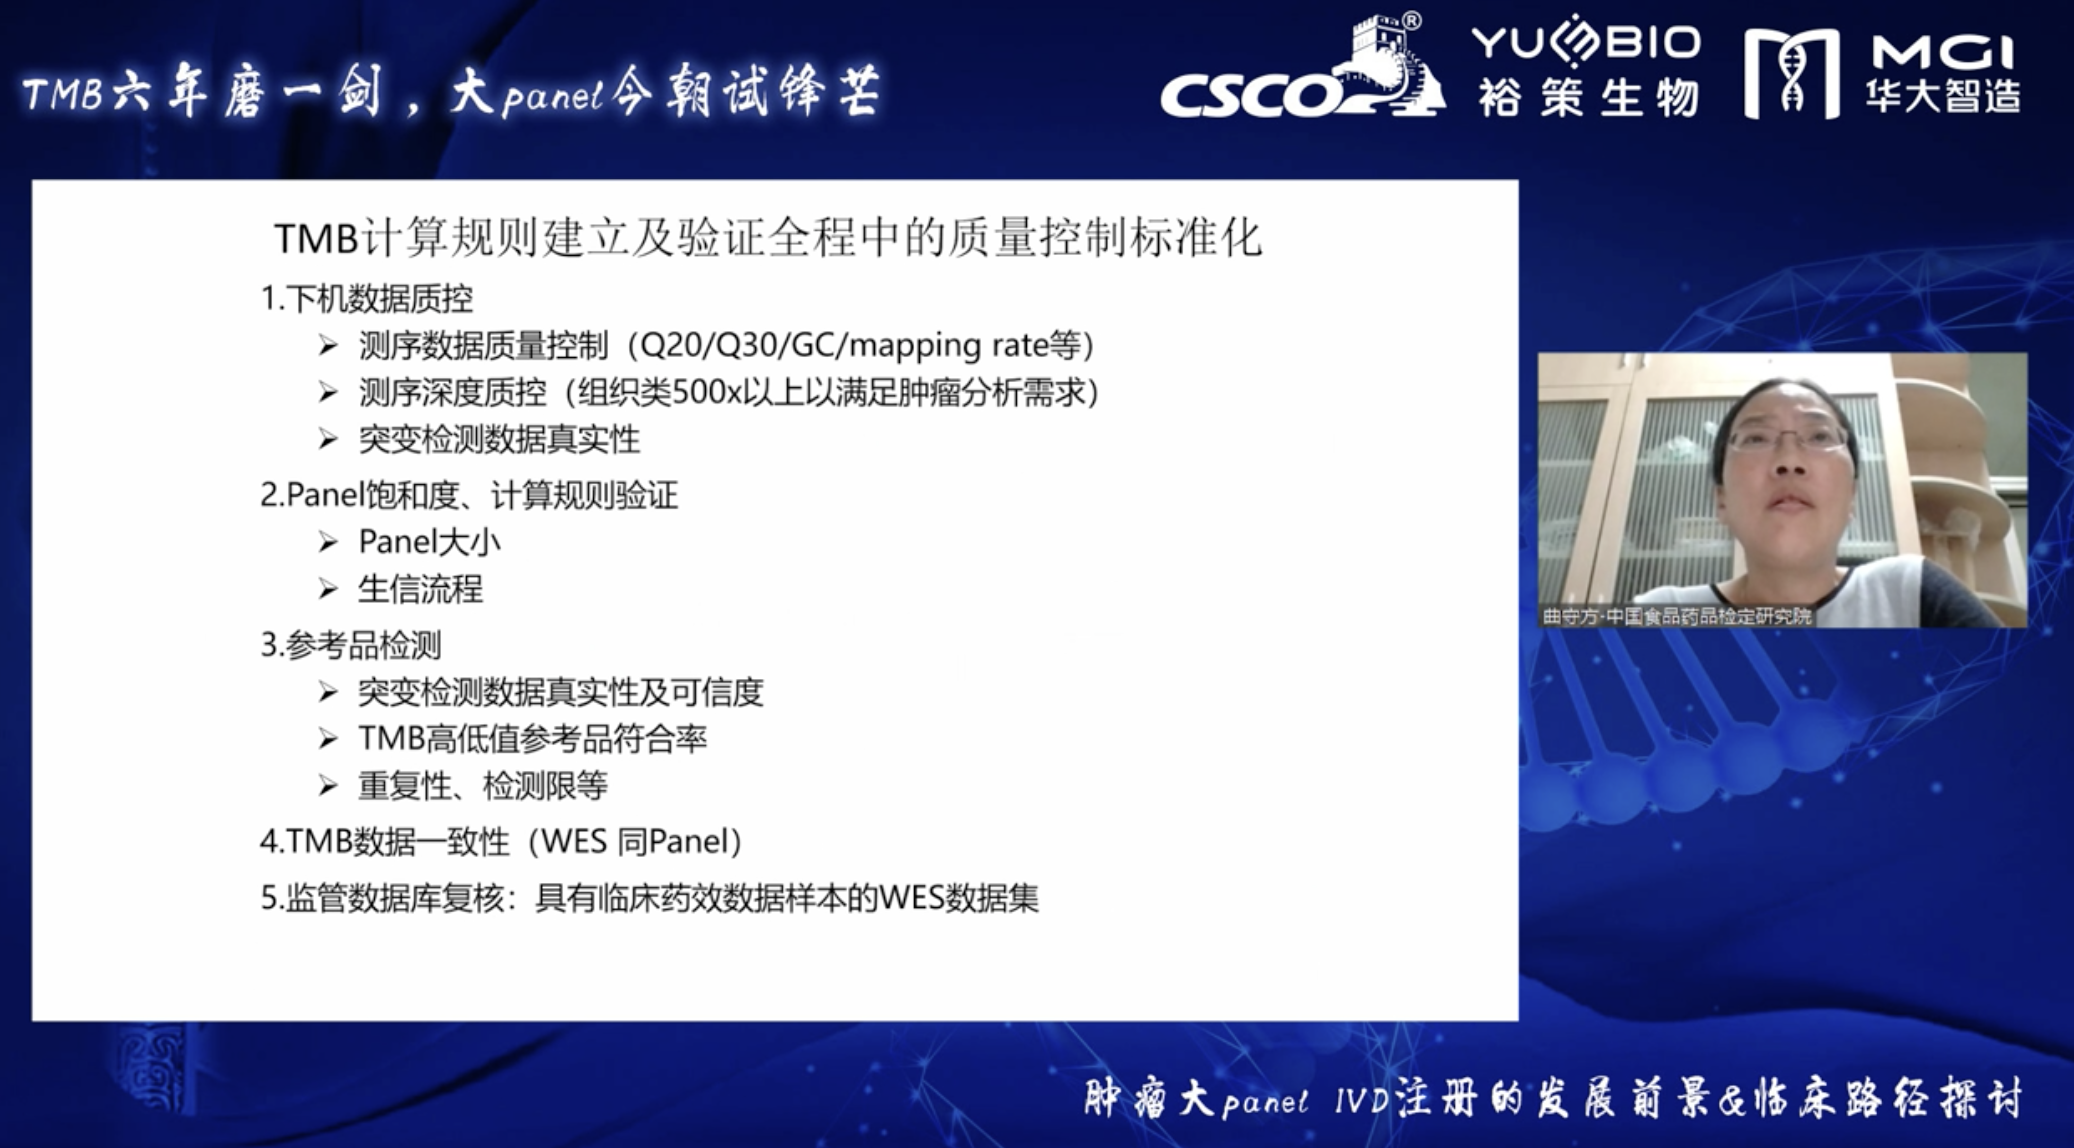 TMB六年磨一剑，大panel今朝试锋芒
CSCO®
YUCEBIO
裕策生物
MGI
华大智造
TMB计算规则建立及验证全程中的质量控制标准化
1.下机数据质控
➢ 测序数据质量控制（Q20/Q30/GC/mapping rate等）
➢ 测序深度质控（组织类500x以上以满足肿瘤分析需求）
➢ 突变检测数据真实性
2.Panel饱和度、计算规则验证
➢ Panel大小
➢ 生信流程
3.参考品检测
➢ 突变检测数据真实性及可信度
➢ TMB高低值参考品符合率
➢ 重复性、检测限等
4.TMB数据一致性（WES 同Panel）
5.监管数据库复核：具有临床药效数据样本的WES数据集
曲守方·中国食品药品检定研究院
肿瘤大panel IVD注册的发展前景&临床路径探讨